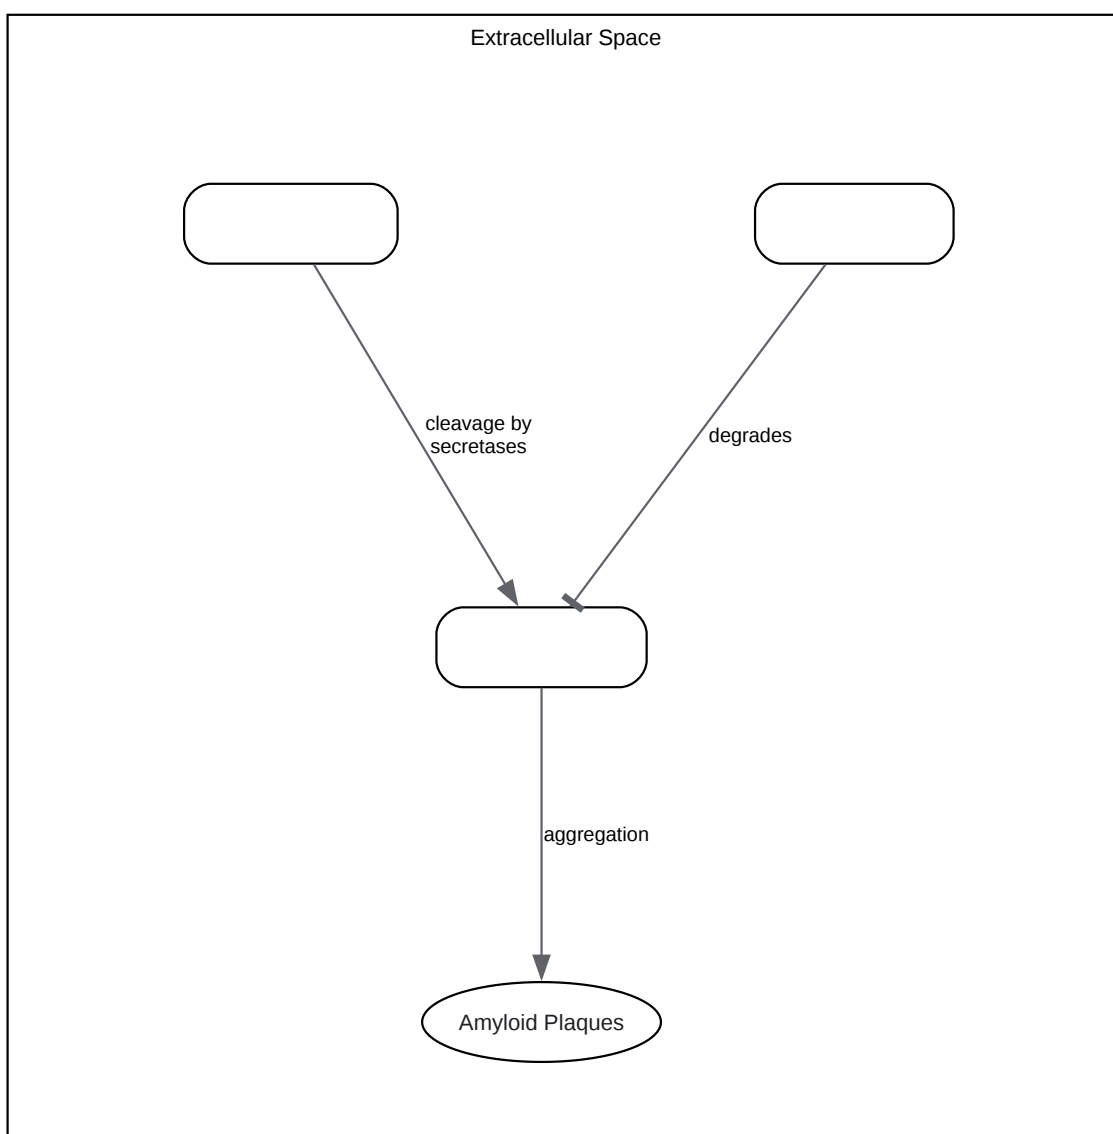 Extracellular Space
cleavage by
secretases
degrades
aggregation
Amyloid Plaques